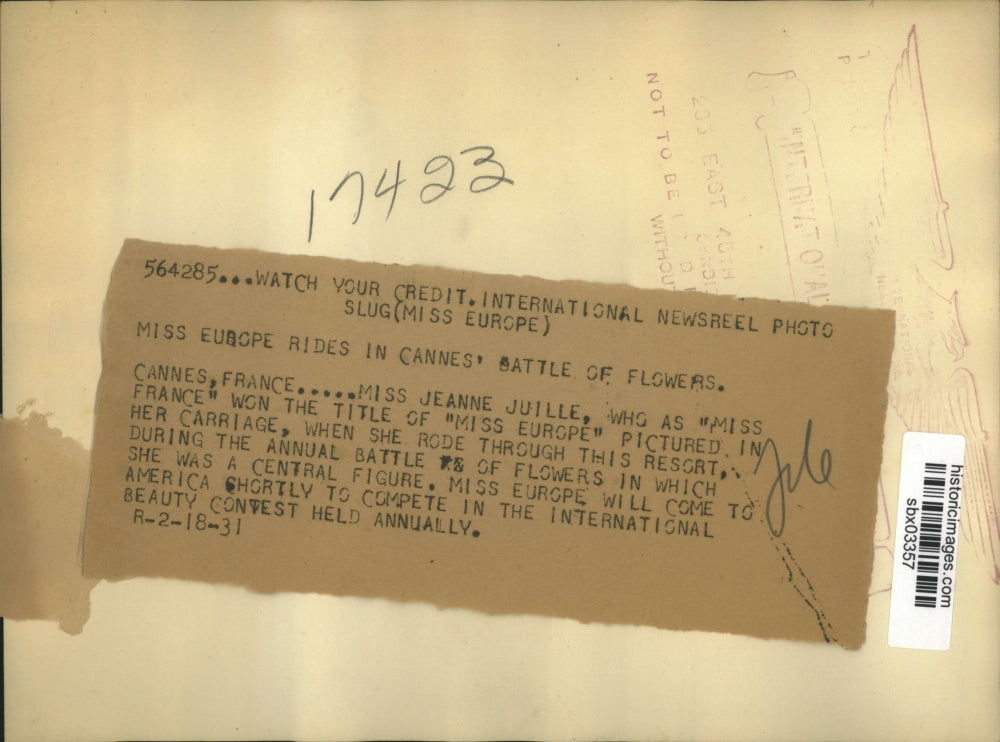 17423
564285...WATCH YOUR CREDIT.INTERNATIONAL NEWSREEL PHOTO
SLUG(MISS EUROPE)
MISS EUROPE RIDES IN CANNES' BATTLE OF FLOWERS.
CANNES,FRANCE.....MISS JEANNE JUILLE, WHO AS "MISS
FRANCE" WON THE TITLE OF "MISS EUROPE" PICTURED IN
HER CARRIAGE, WHEN SHE RODE THROUGH THIS RESORT,
DURING THE ANNUAL BATTLE OF FLOWERS IN WHICH
SHE WAS A CENTRAL FIGURE. MISS EUROPE WILL COME TO
AMERICA SHORTLY TO COMPETE IN THE INTERNATIONAL
BEAUTY CONTEST HELD ANNUALLY.
R-2-18-31
NOT TO BE
WITHOU
EAST 45TH
historicimages.com
sbx03357